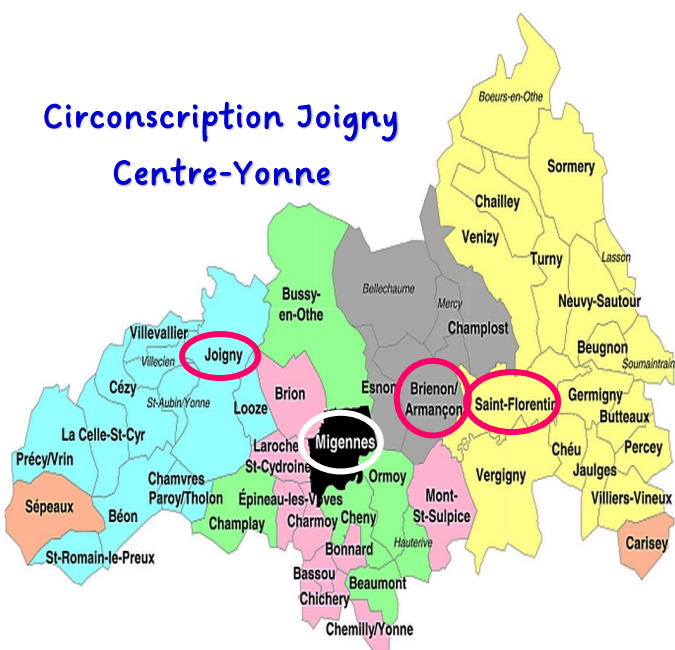 Circonscription Joigny
Centre-Yonne
Boeurs-en-Othe
Sormery
Chailley
Venizy
Turny
Lasson
Bussy-
en-Othe
Bellechaume
Mercy
Champlost
Neuvy-Sautour
Villevallier
Villecien
Joigny
Beugnon
Soumaintrain
Cézy
St-Aubin/Yonne
Looze
Brion
Esnon
Brienon/
Armançon
Saint-Florentin
Germigny
Butteaux
La Celle-St-Cyr
Précy/Vrin
Laroche
St-Cydroine
Migennes
Ormoy
Vergigny
Chéu
Jaulges
Percey
Villiers-Vineux
Chamvres
Paroy/Tholon
Sépeaux
Béon
Épineau-les-Voves
Champlay
Charmoy
Cheny
Mont-
St-Sulpice
Hauterive
Carisey
St-Romain-le-Preux
Bonnard
Bassou
Chichery
Beaumont
Chemilly/Yonne